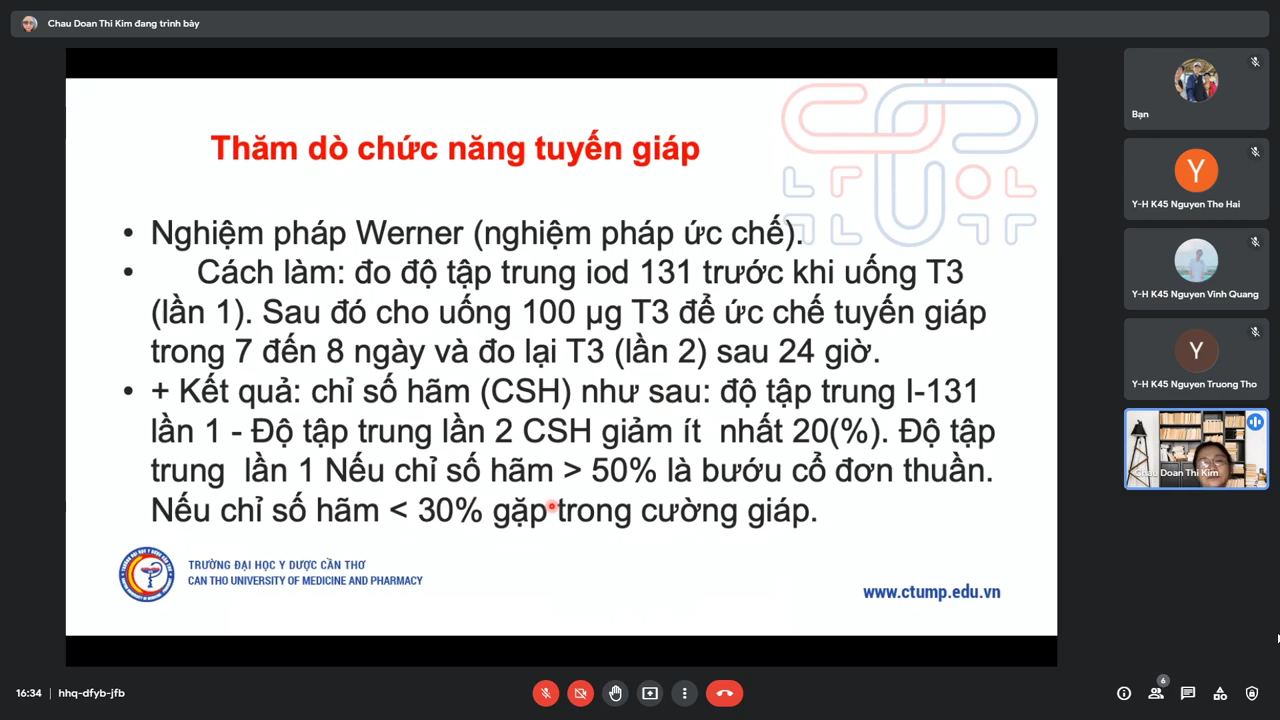 Chau Doan Thi Kim đang trình bày
Thăm dò chức năng tuyến giáp
• Nghiệm pháp Werner (nghiệm pháp ức chế).
• Cách làm: đo độ tập trung iod 131 trước khi uống T3
(lần 1). Sau đó cho uống 100 µg T3 để ức chế tuyến giáp
trong 7 đến 8 ngày và đo lại T3 (lần 2) sau 24 giờ.
• + Kết quả: chỉ số hãm (CSH) như sau: độ tập trung I-131
lần 1 - Độ tập trung lần 2 CSH giảm ít nhất 20(%). Độ tập
trung lần 1 Nếu chỉ số hãm > 50% là bướu cổ đơn thuần.
Nếu chỉ số hãm < 30% gặp trong cường giáp.
TRƯỜNG ĐẠI HỌC Y DƯỢC CẦN THƠ
CAN THO UNIVERSITY OF MEDICINE AND PHARMACY
www.ctump.edu.vn
Bạn
Y
Y-H K45 Nguyen The Hai
Y-H K45 Nguyen Vinh Quang
Y
Y-H K45 Nguyen Truong Tho
Chau Doan Thi Kim
16:34 | hhq-dfyb-jfb
6